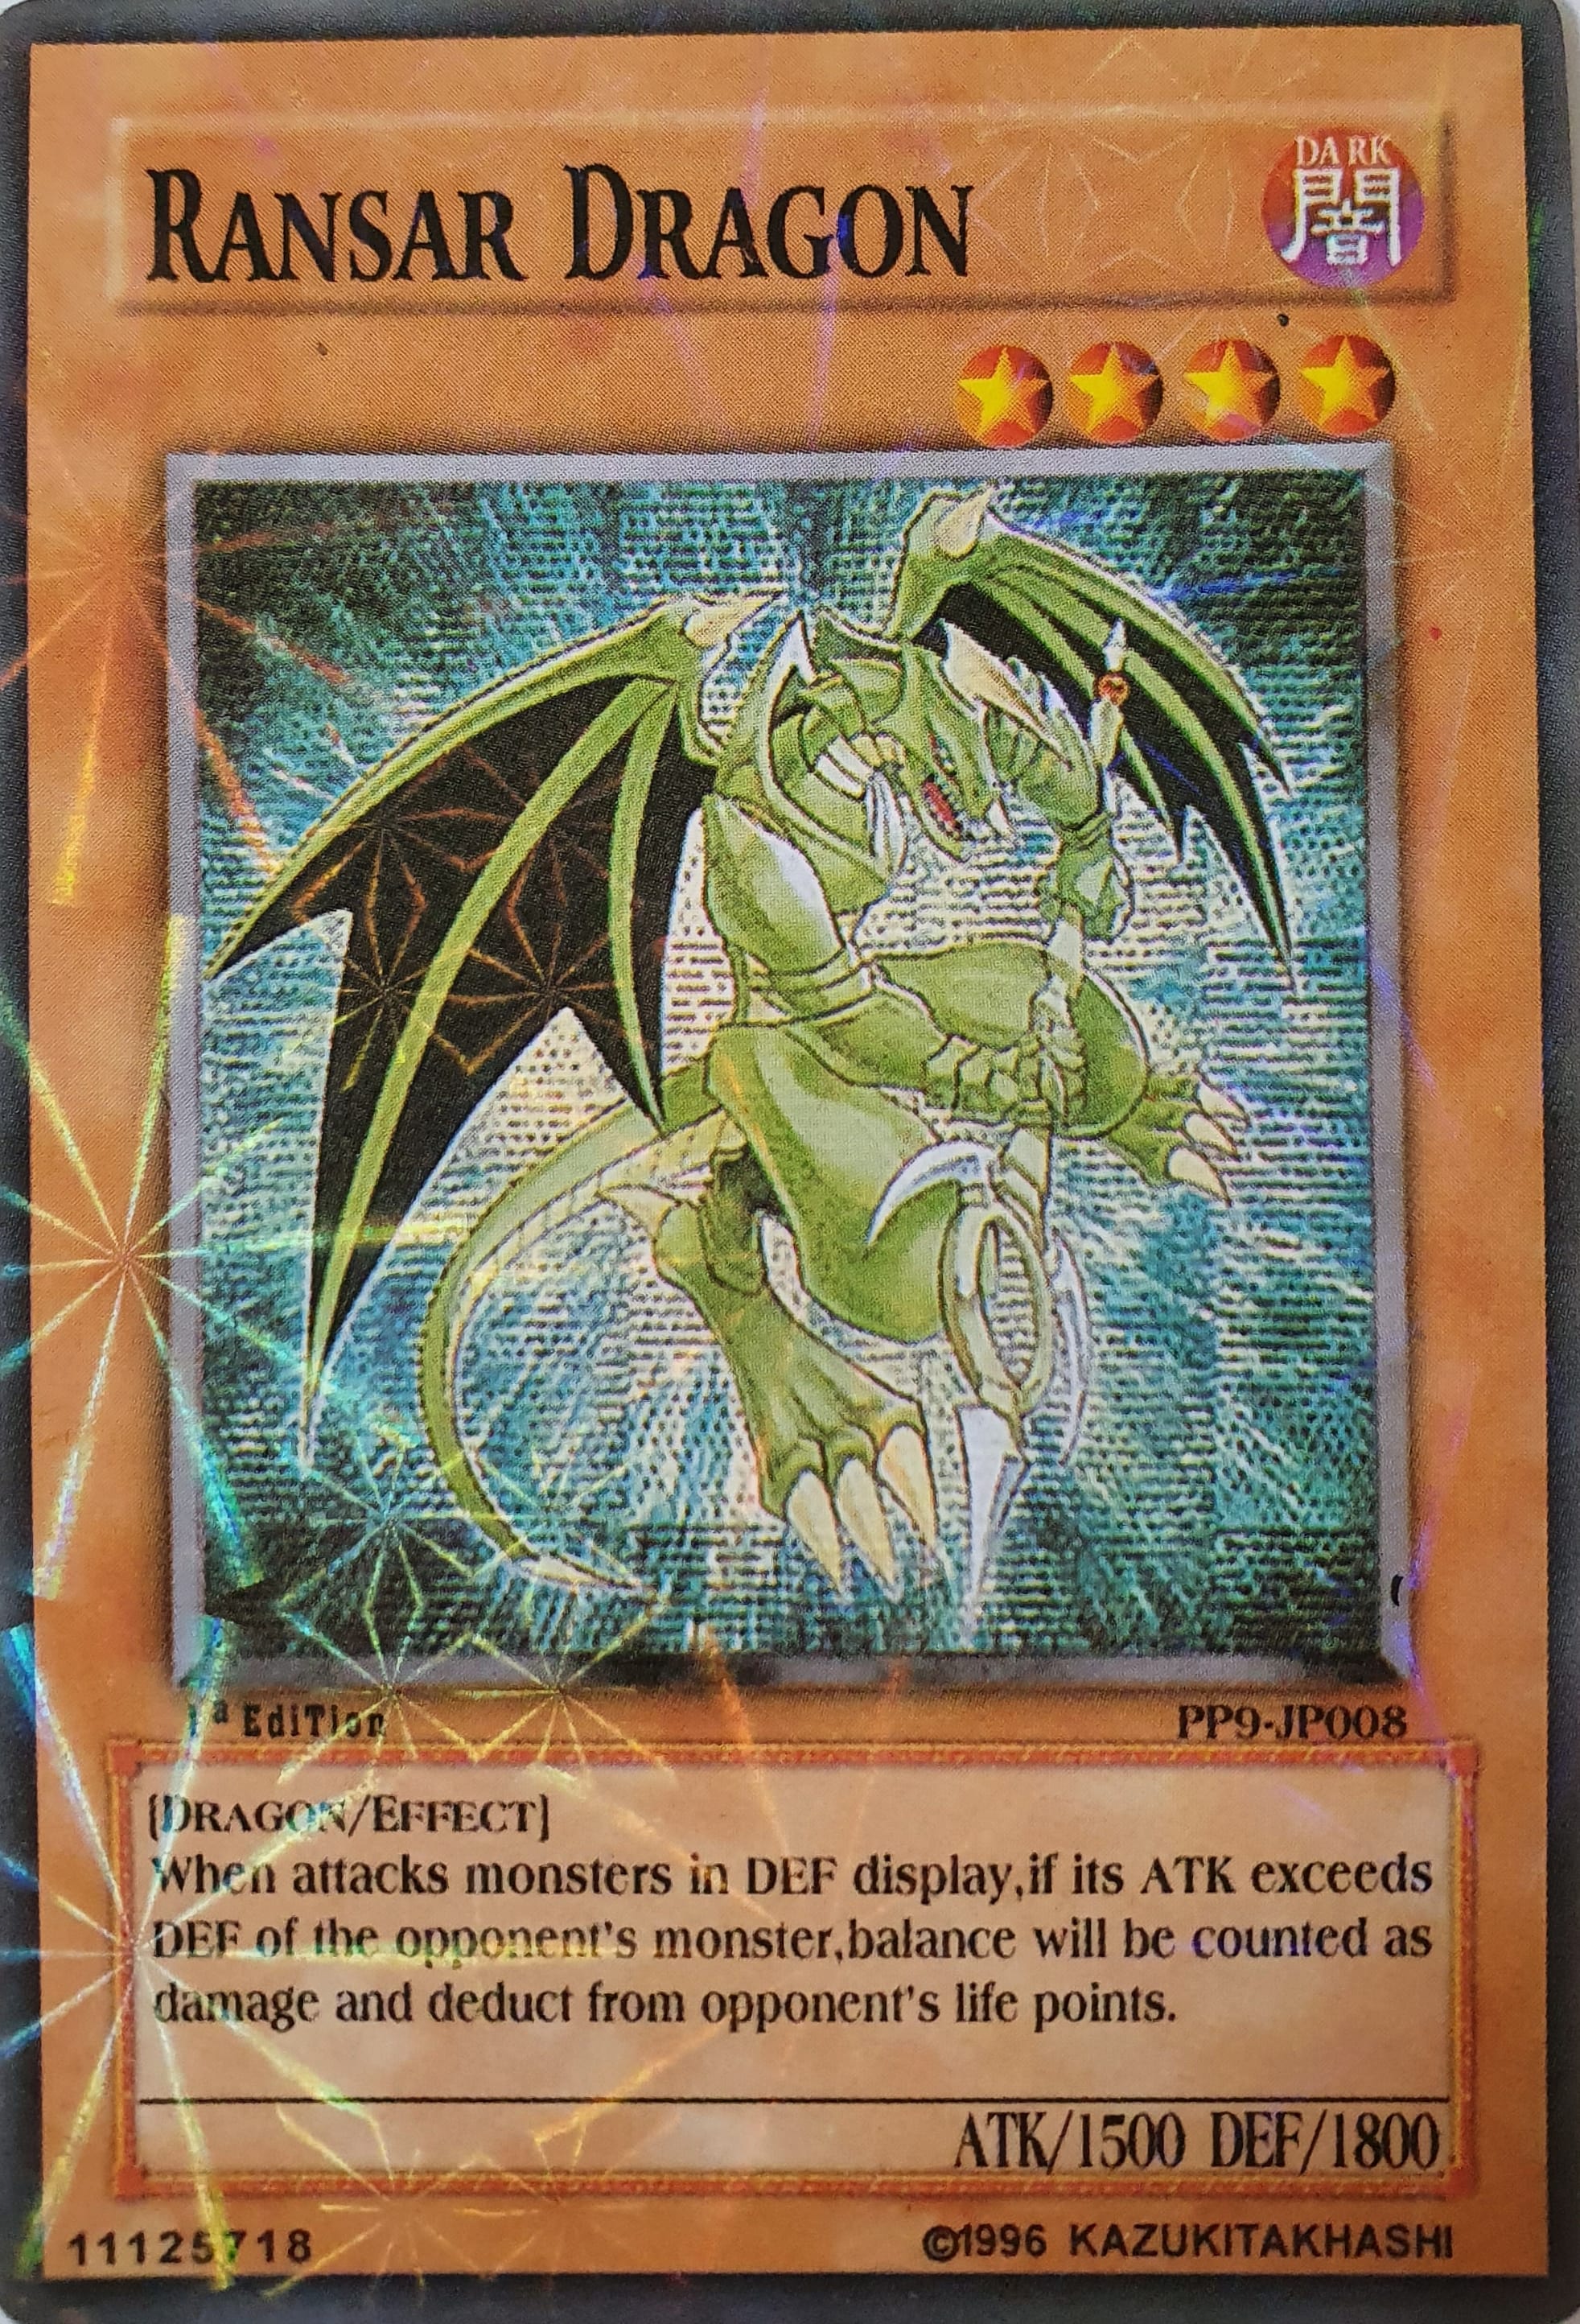 RANSAR DRAGON
DARK
闇
1ª EdiTion
PP9-JP008
[DRAGON/EFFECT]
When attacks monsters in DEF display,if its ATK exceeds
DEF of the opponent's monster,balance will be counted as
damage and deduct from opponent's life points.
ATK/1500 DEF/1800
11125718
©1996 KAZUKITAKHASHI